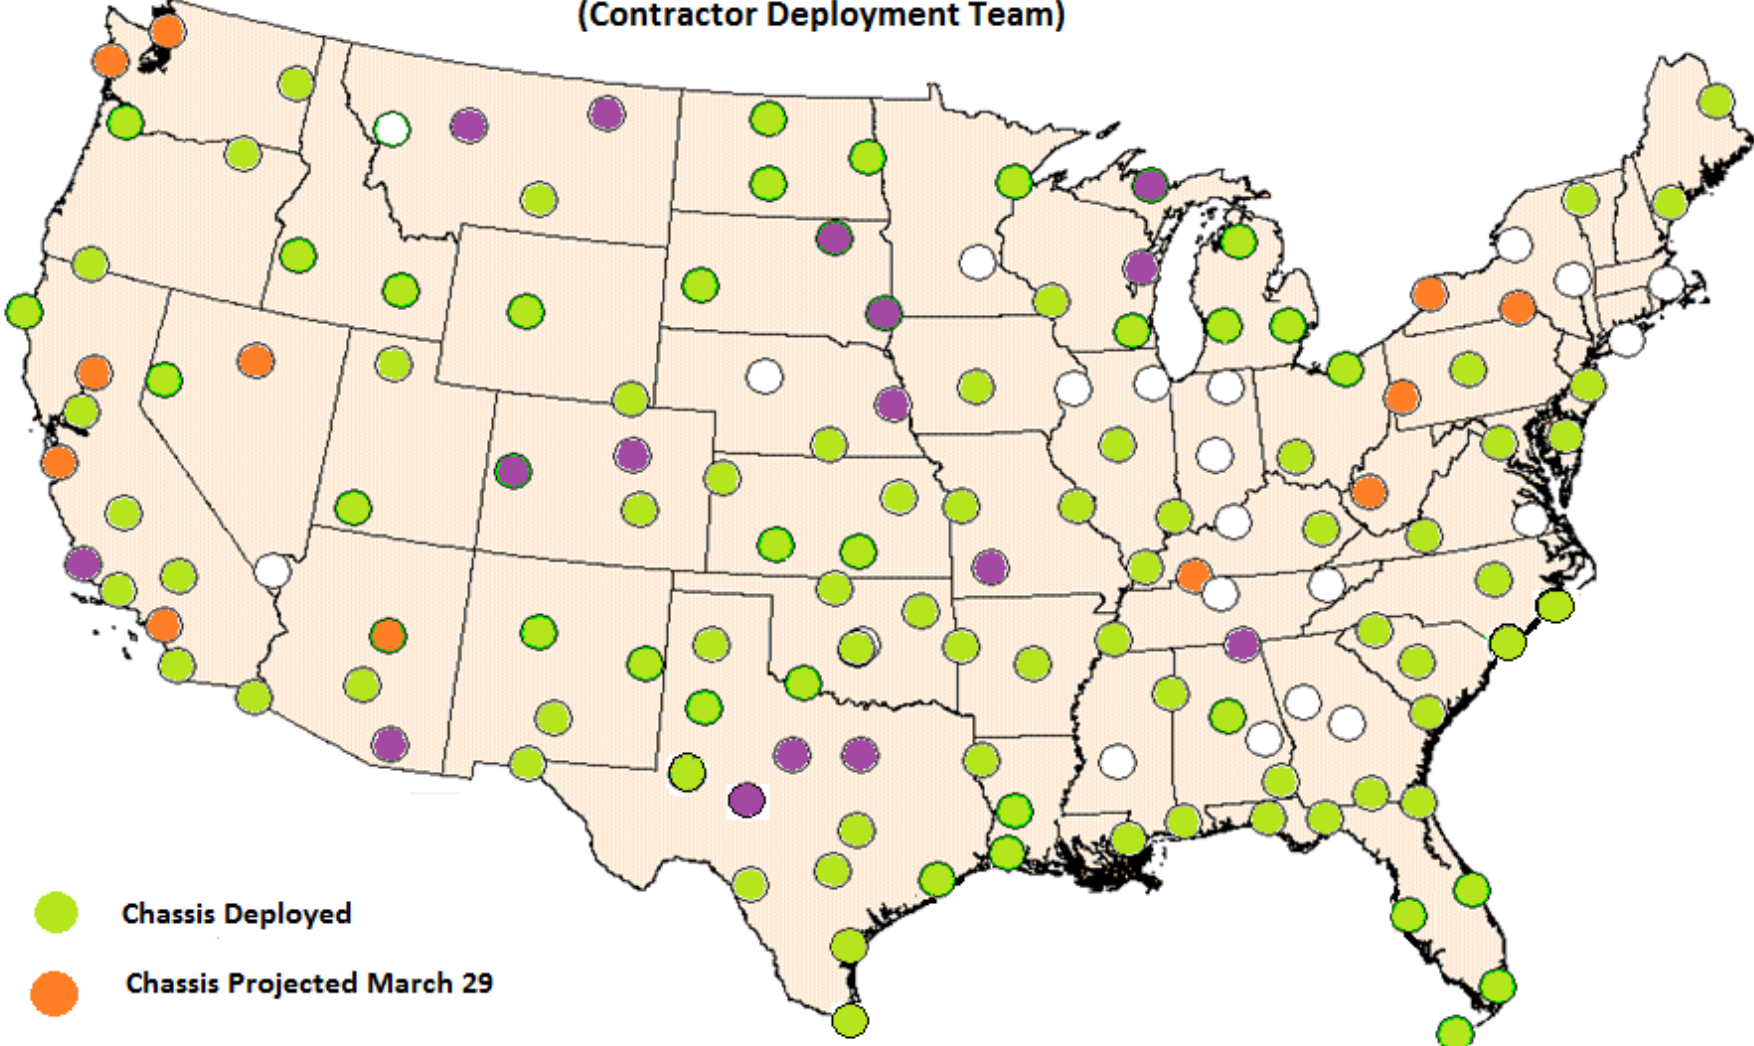 (Contractor Deployment Team)
Chassis Deployed
Chassis Projected March 29